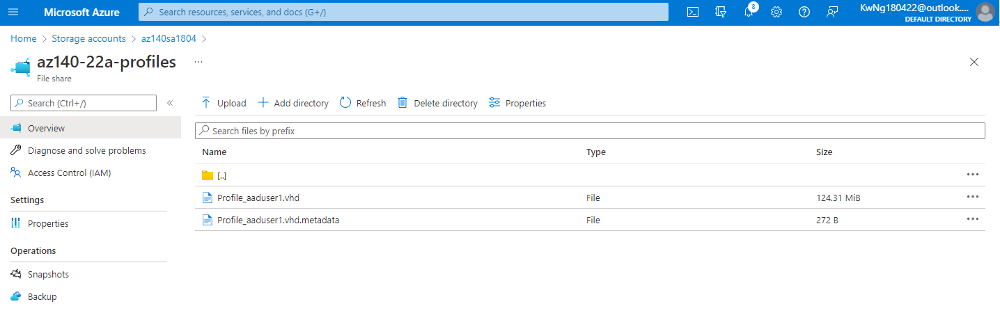 Microsoft Azure
Search resources, services, and docs (G+/)
8
KwNg180422@outlook....
DEFAULT DIRECTORY
Home > Storage accounts > az140sa1804 >
az140-22a-profiles ...
File share
Search (Ctrl+/) «
Overview
Diagnose and solve problems
Access Control (IAM)
Settings
Properties
Operations
Snapshots
Backup
Upload Add directory Refresh Delete directory Properties
Search files by prefix
Name Type Size
[..] •••
Profile_aaduser1.vhd File 124.31 MiB •••
Profile_aaduser1.vhd.metadata File 272 B •••